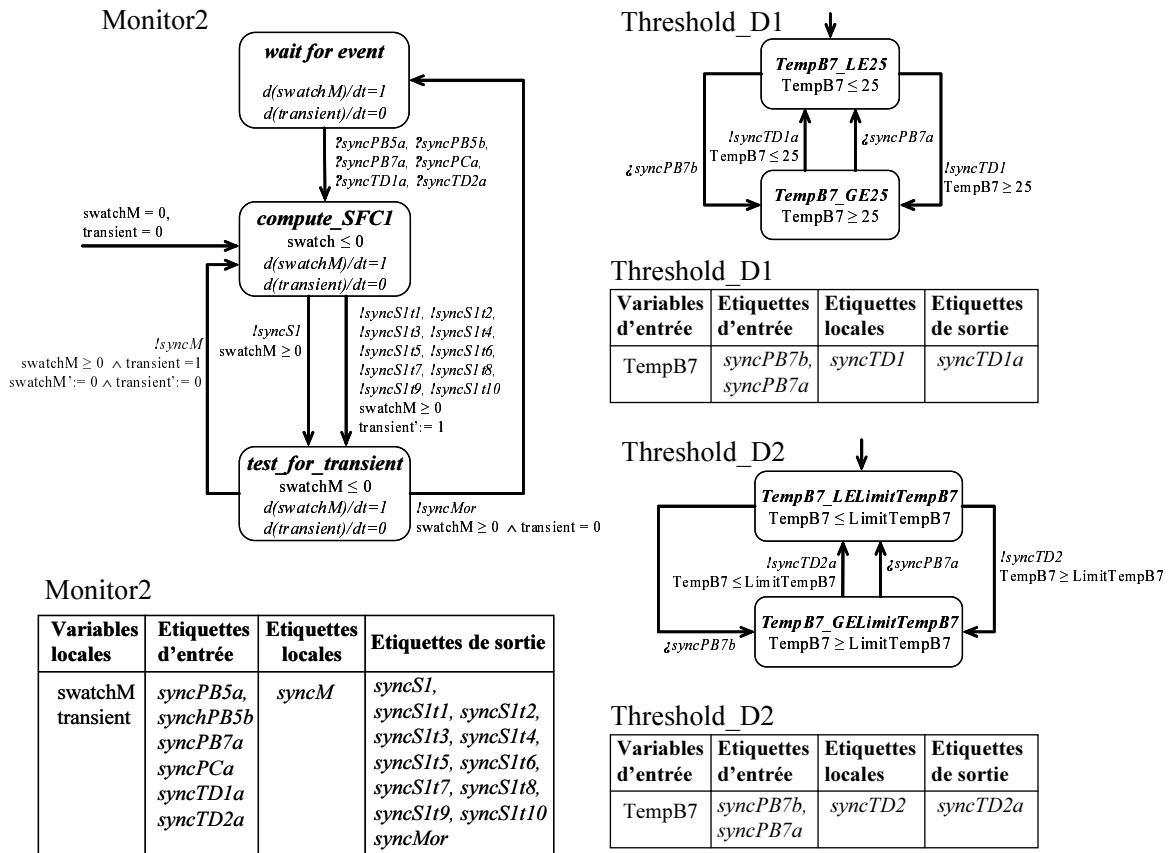 Monitor2
wait for event
d(swatchM)/dt=1
d(transient)/dt=0
?syncPB5a, ?syncPB5b,
?syncPB7a, ?syncPCa,
?syncTD1a, ?syncTD2a
swatchM = 0,
transient = 0
compute_SFC1
swatch ≤ 0
d(swatchM)/dt=1
d(transient)/dt=0
!syncM
swatchM ≥ 0 ∧ transient =1
swatchM':= 0 ∧ transient':= 0
!syncS1
swatchM ≥ 0
!syncS1t1, !syncS1t2,
!syncS1t3, !syncS1t4,
!syncS1t5, !syncS1t6,
!syncS1t7, !syncS1t8,
!syncS1t9, !syncS1t10
swatchM ≥ 0
transient':= 1
test_for_transient
swatchM ≤ 0
d(swatchM)/dt=1
d(transient)/dt=0
!syncMor
swatchM ≥ 0 ∧ transient = 0
Monitor2
Variables locales
Etiquettes d'entrée
Etiquettes locales
Etiquettes de sortie
swatchM
transient
syncPB5a,
synchPB5b
syncPB7a
syncPCa
syncTD1a
syncTD2a
syncM
syncS1,
syncS1t1, syncS1t2,
syncS1t3, syncS1t4,
syncS1t5, syncS1t6,
syncS1t7, syncS1t8,
syncS1t9, syncS1t10
syncMor
Threshold_D1
TempB7_LE25
TempB7 ≤ 25
¿syncPB7b
!syncTD1a
TempB7 ≤ 25
¿syncPB7a
!syncTD1
TempB7 ≥ 25
TempB7_GE25
TempB7 ≥ 25
Threshold_D1
Variables d'entrée
Etiquettes d'entrée
Etiquettes locales
Etiquettes de sortie
TempB7
syncPB7b,
syncPB7a
syncTD1
syncTD1a
Threshold_D2
TempB7_LELimitTempB7
TempB7 ≤ LimitTempB7
!syncTD2a
TempB7 ≤ LimitTempB7
¿syncPB7a
!syncTD2
TempB7 ≥ LimitTempB7
¿syncPB7b
TempB7_GELimitTempB7
TempB7 ≥ LimitTempB7
Threshold_D2
Variables d'entrée
Etiquettes d'entrée
Etiquettes locales
Etiquettes de sortie
TempB7
syncPB7b,
syncPB7a
syncTD2
syncTD2a